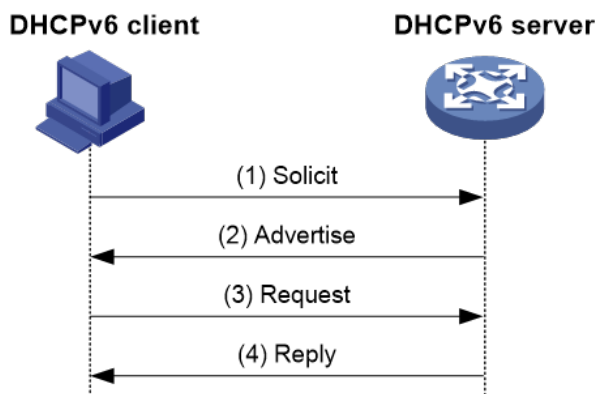 DHCPv6 client
DHCPv6 server
(1) Solicit
(2) Advertise
(3) Request
(4) Reply